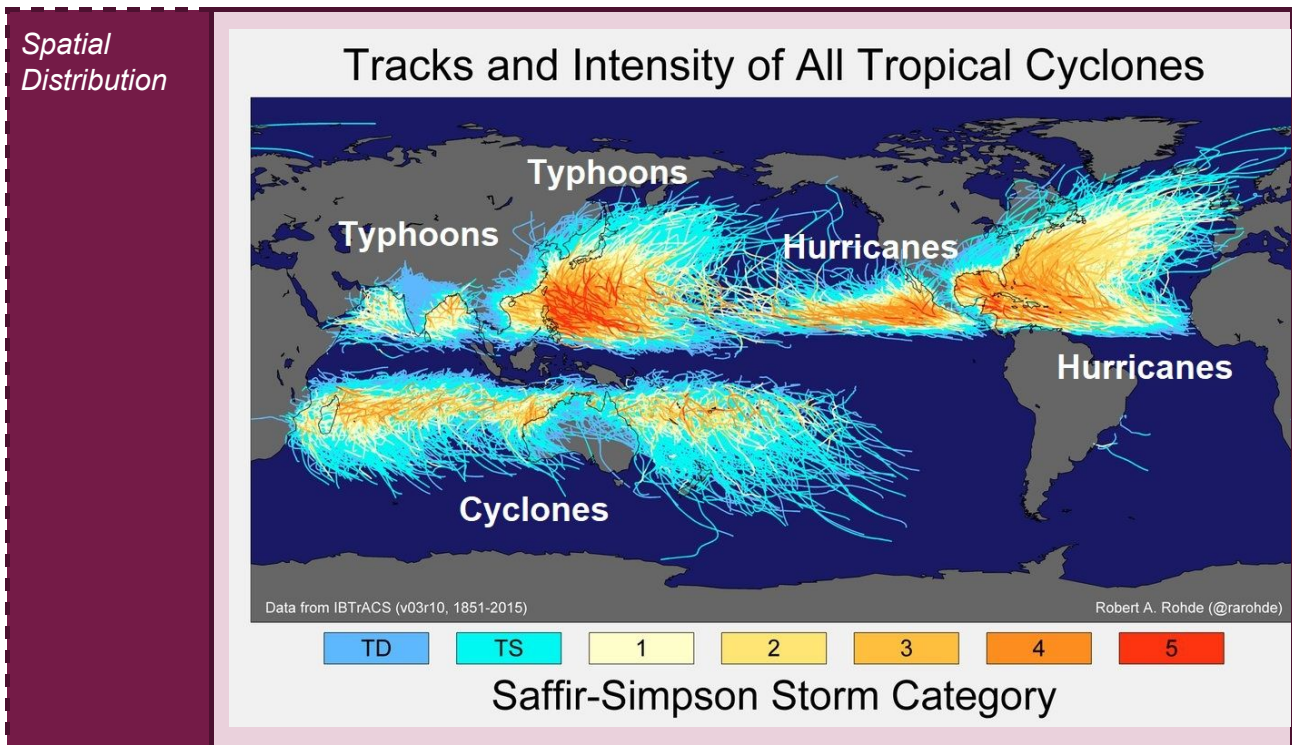 Spatial
Distribution
Tracks and Intensity of All Tropical Cyclones
Typhoons
Typhoons
Hurricanes
Hurricanes
Cyclones
Data from IBTrACS (v03r10, 1851-2015)
Robert A. Rohde (@rarohde)
TD TS 1 2 3 4 5
Saffir-Simpson Storm Category